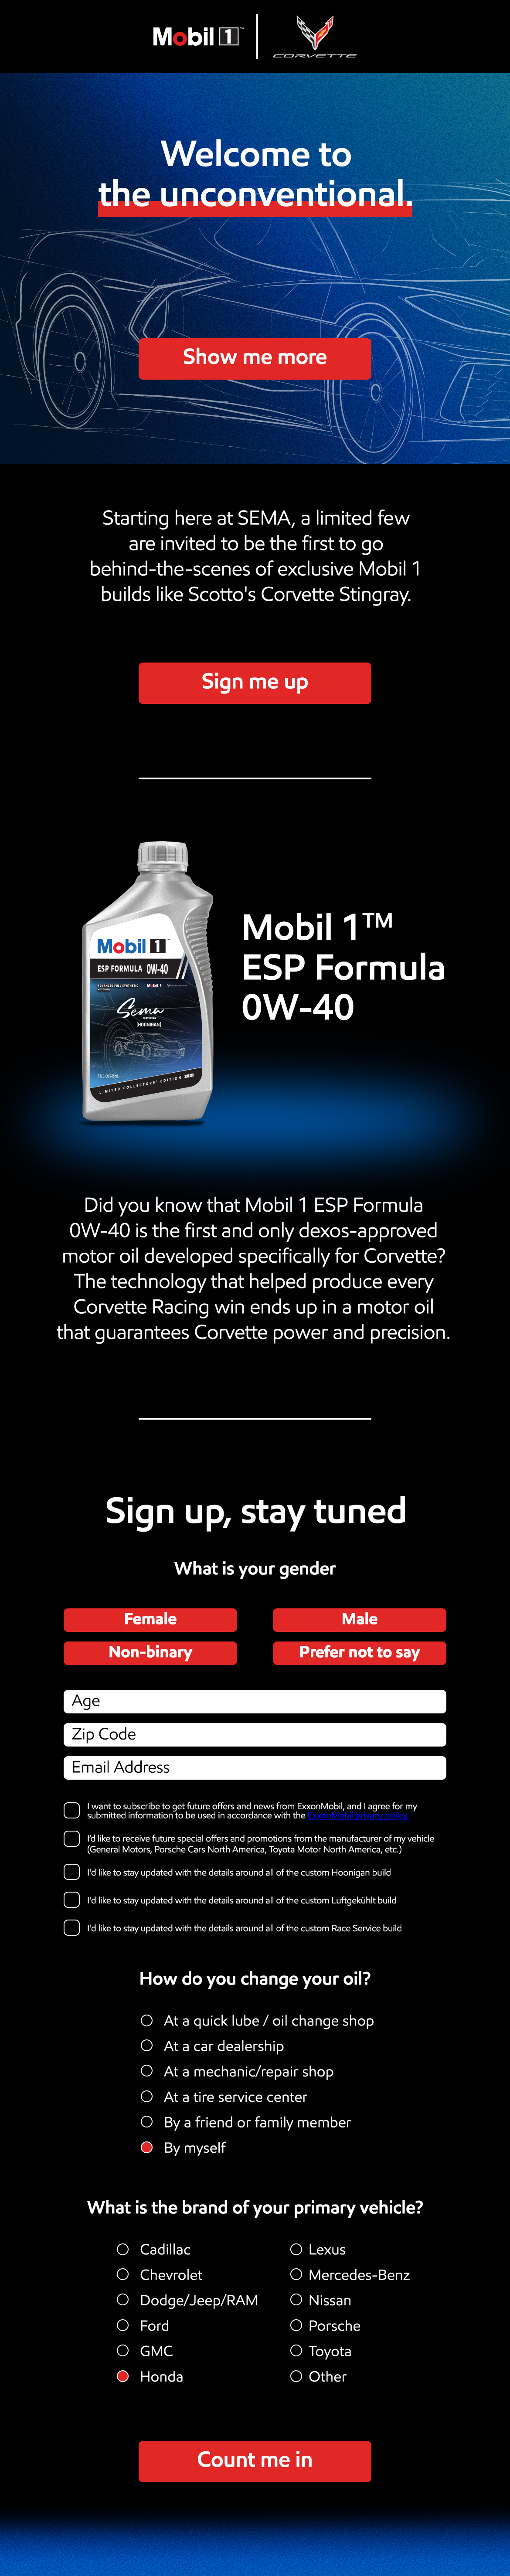 Mobil 1™
CORVETTE
Welcome to
the unconventional.
Show me more
Starting here at SEMA, a limited few
are invited to be the first to go
behind-the-scenes of exclusive Mobil 1
builds like Scotto's Corvette Stingray.
Sign me up
Mobil 1™
ESP FORMULA 0W-40
ADVANCED FULL SYNTHETIC
MOTOR OIL
Mobil 1
Sema
FEATURING
[HOONIGAN]
LIMITED COLLECTORS' EDITION 2021
Mobil 1™
ESP Formula
0W-40
Did you know that Mobil 1 ESP Formula
0W-40 is the first and only dexos-approved
motor oil developed specifically for Corvette?
The technology that helped produce every
Corvette Racing win ends up in a motor oil
that guarantees Corvette power and precision.
Sign up, stay tuned
What is your gender
Female
Male
Non-binary
Prefer not to say
Age
Zip Code
Email Address
I want to subscribe to get future offers and news from ExxonMobil, and I agree for my
submitted information to be used in accordance with the ExxonMobil privacy policy
I'd like to receive future special offers and promotions from the manufacturer of my vehicle
(General Motors, Porsche Cars North America, Toyota Motor North America, etc.)
I'd like to stay updated with the details around all of the custom Hoonigan build
I'd like to stay updated with the details around all of the custom Luftgekühlt build
I'd like to stay updated with the details around all of the custom Race Service build
How do you change your oil?
At a quick lube / oil change shop
At a car dealership
At a mechanic/repair shop
At a tire service center
By a friend or family member
By myself
What is the brand of your primary vehicle?
Cadillac
Chevrolet
Dodge/Jeep/RAM
Ford
GMC
Honda
Lexus
Mercedes-Benz
Nissan
Porsche
Toyota
Other
Count me in